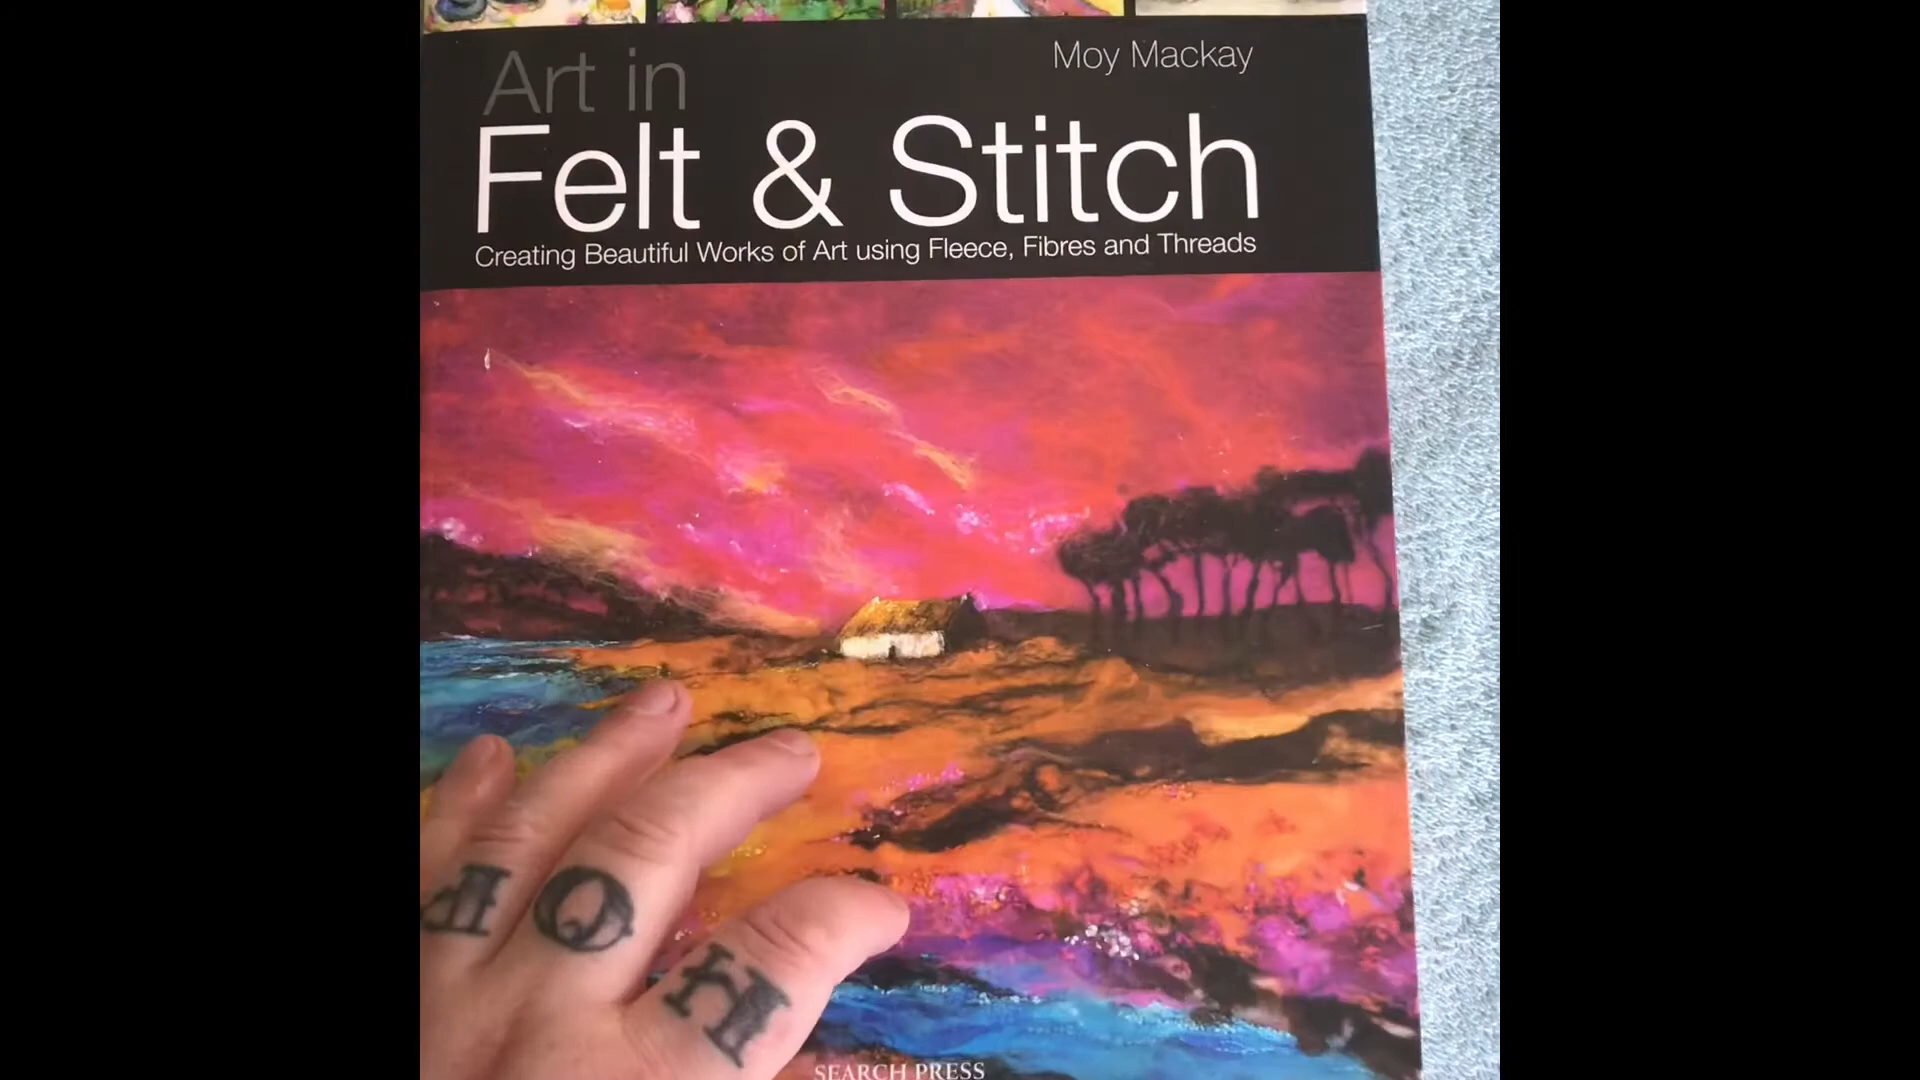 Art in
Moy Mackay
Felt & Stitch
Creating Beautiful Works of Art using Fleece, Fibres and Threads
SEARCH PRESS